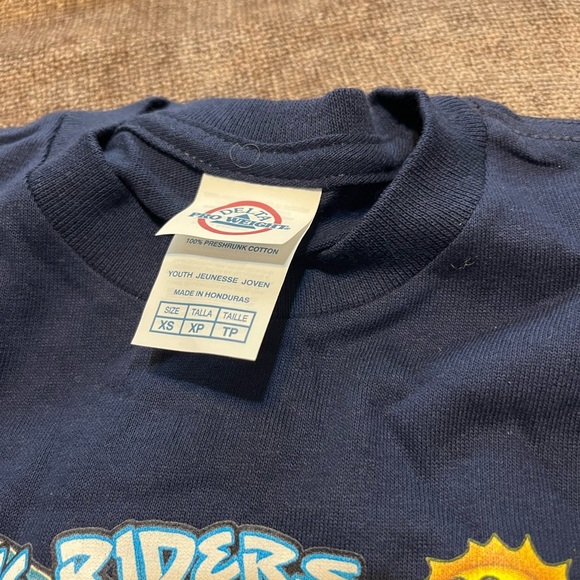 DELTA
PRO WEIGHT
100% PRESHRUNK COTTON
YOUTH JEUNESSE JOVEN
MADE IN HONDURAS
SIZE TALLA TAILLE
XS XP TP
RIDERS